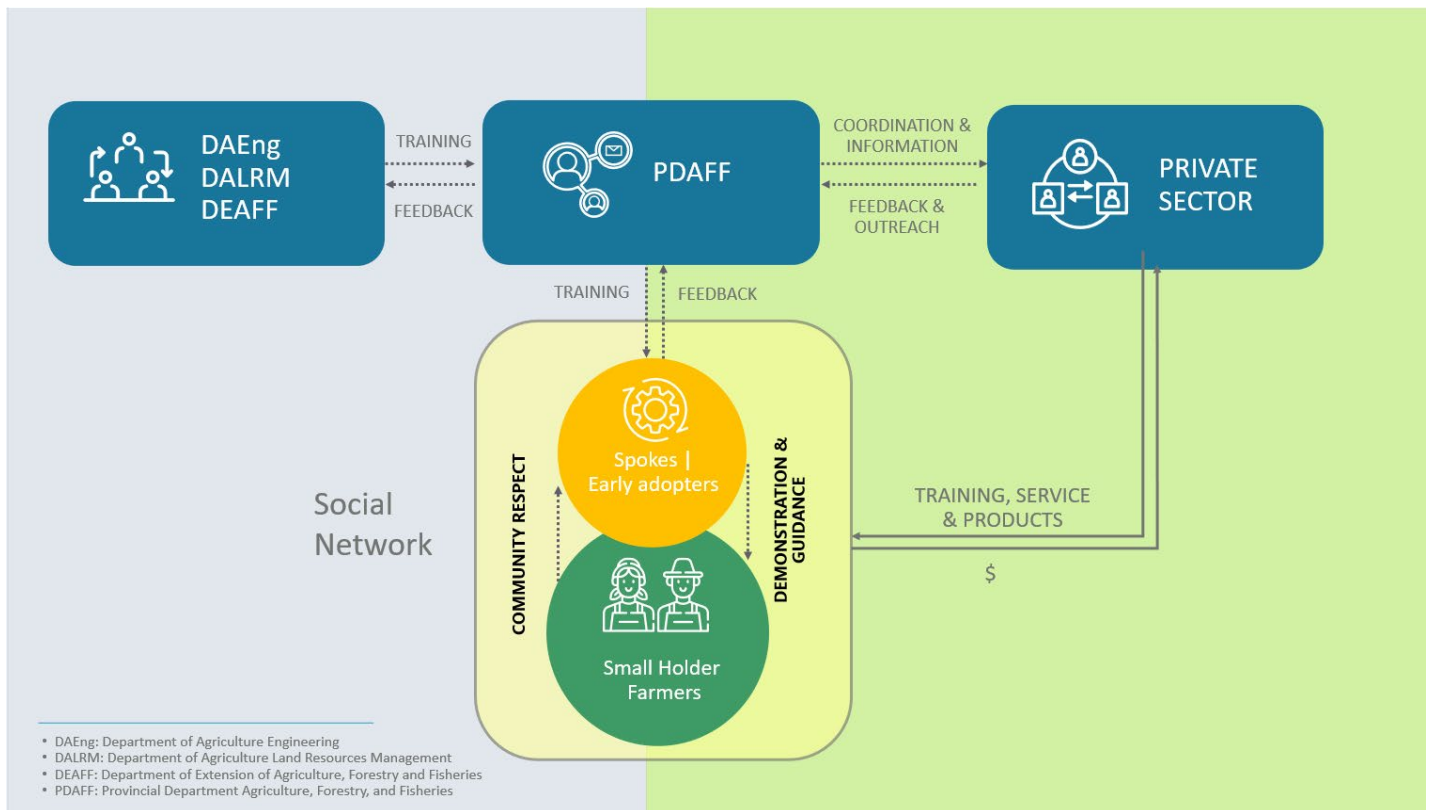 DAEng
DALRM
DEAFF
TRAINING
FEEDBACK
PDAFF
COORDINATION &
INFORMATION
FEEDBACK &
OUTREACH
PRIVATE
SECTOR
TRAINING
FEEDBACK
Spokes |
Early adopters
COMMUNITY RESPECT
DEMONSTRATION &
GUIDANCE
Small Holder
Farmers
Social
Network
TRAINING, SERVICE
& PRODUCTS
$
• DAEng: Department of Agriculture Engineering
• DALRM: Department of Agriculture Land Resources Management
• DEAFF: Department of Extension of Agriculture, Forestry and Fisheries
• PDAFF: Provincial Department Agriculture, Forestry, and Fisheries